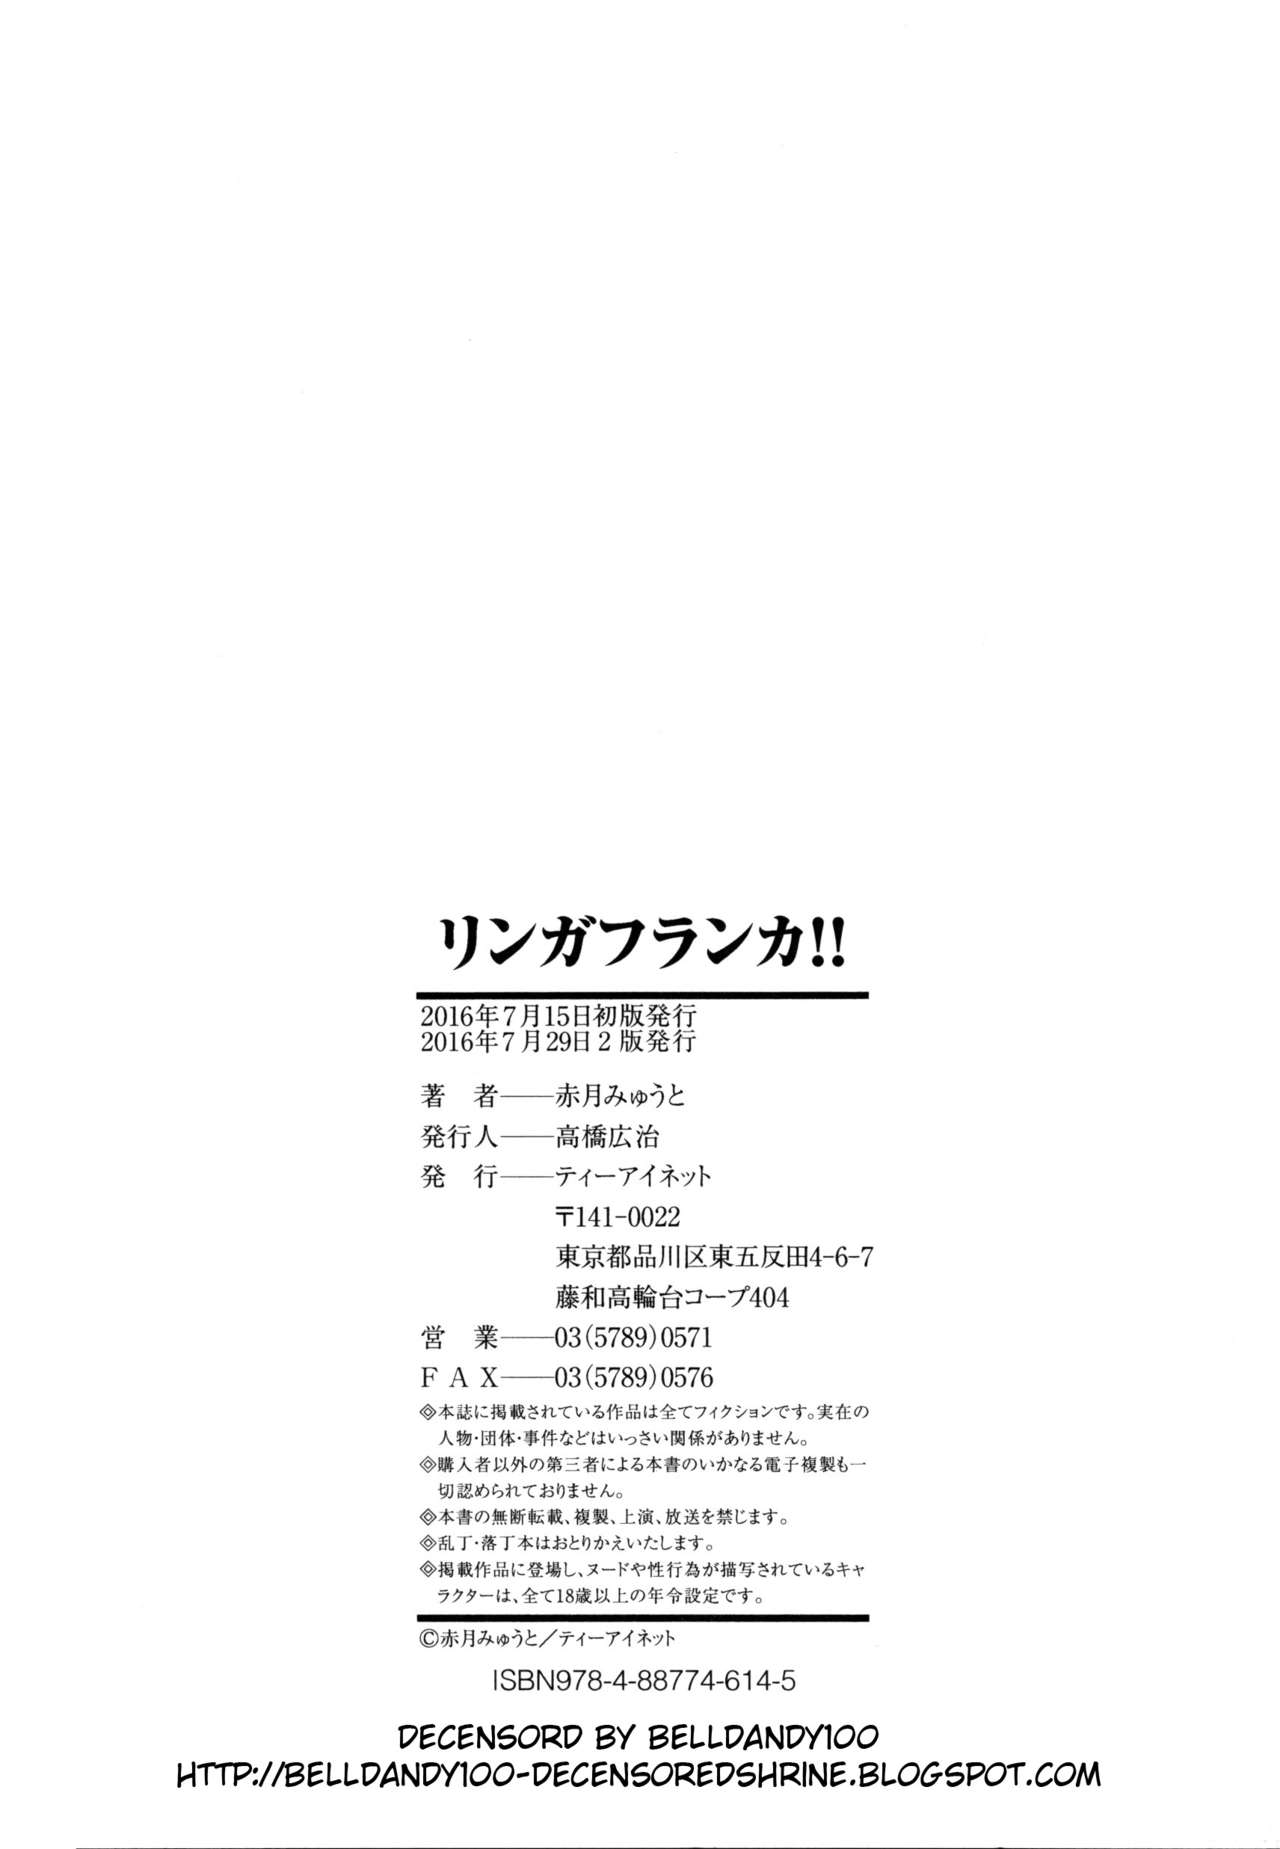 リンガフランカ!!
2016年7月15日初版発行
2016年7月29日2版発行
著　者――赤月みゅうと
発行人――高橋広治
発　行――ティーアイネット
〒141-0022
東京都品川区東五反田4-6-7
藤和高輪台コープ404
営　業――03(5789)0571
ＦＡＸ――03(5789)0576
◎本誌に掲載されている作品は全てフィクションです。実在の
人物・団体・事件などはいっさい関係がありません。
◎購入者以外の第三者による本書のいかなる電子複製も一
切認められておりません。
◎本書の無断転載、複製、上演、放送を禁じます。
◎乱丁・落丁本はおとりかえいたします。
◎掲載作品に登場し、ヌードや性行為が描写されているキャ
ラクターは、全て18歳以上の年令設定です。
©赤月みゅうと／ティーアイネット
ISBN978-4-88774-614-5
DECENSORD BY BELLDANDY100
HTTP://BELLDANDY100-DECENSOREDSHRINE.BLOGSPOT.COM